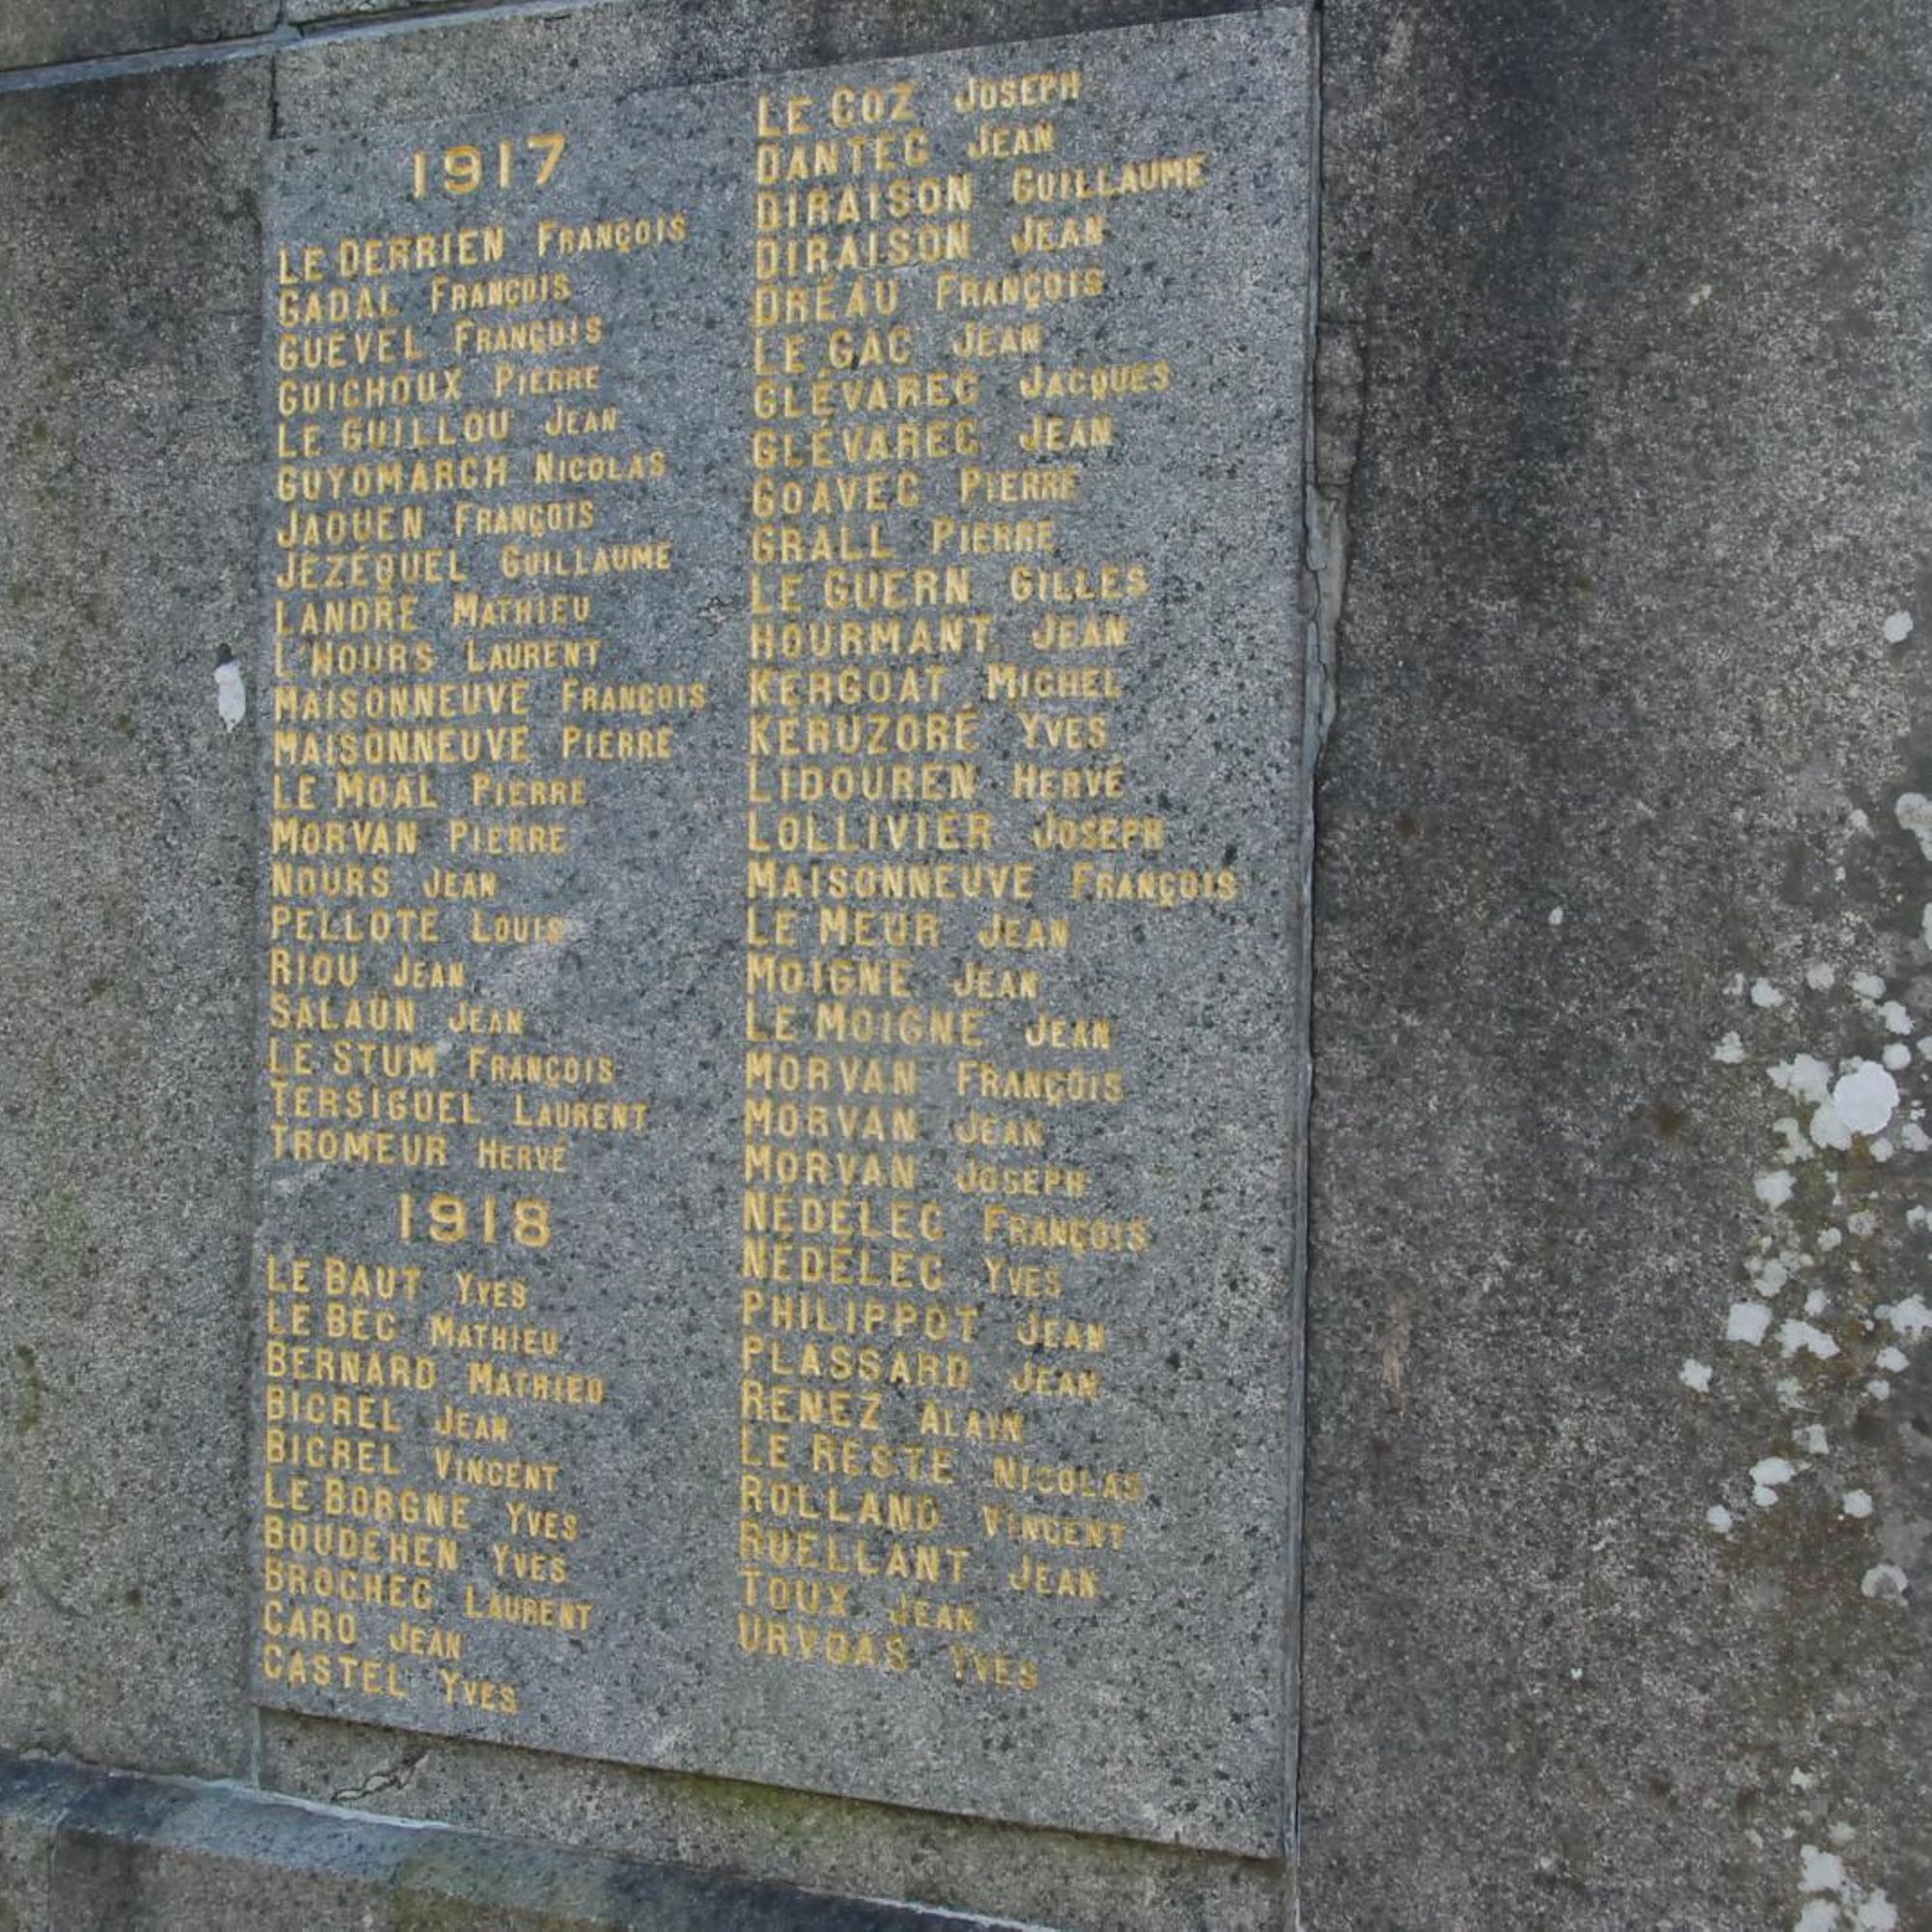 1917
LE DERRIEN FRANÇOIS
GADAL FRANÇOIS
GUEVEL FRANÇOIS
GUICHOUX PIERRE
LE GUILLOU JEAN
GUYOMARCH NICOLAS
JAOUEN FRANÇOIS
JÉZÉQUEL GUILLAUME
LANDRÉ MATHIEU
L'HOURS LAURENT
MAISONNEUVE FRANÇOIS
MAISONNEUVE PIERRE
LE MOAL PIERRE
MORVAN PIERRE
NOURS JEAN
PELLOTE LOUIS
RIOU JEAN
SALAÜN JEAN
LE STUM FRANÇOIS
TERSIGUEL LAURENT
TROMEUR HERVÉ
1918
LE BAUT YVES
LE BEC MATHIEU
BERNARD MATHIEU
BICREL JEAN
BICREL VINCENT
LE BORGNE YVES
BOUDEHEN YVES
BROCHEC LAURENT
CARO JEAN
CASTEL YVES
LE COZ JOSEPH
DANTEC JEAN
DIRAISON GUILLAUME
DIRAISON JEAN
DRÉAU FRANÇOIS
LE GAC JEAN
GLÉVAREC JACQUES
GLÉVAREC JEAN
GOAVEC PIERRE
GRALL PIERRE
LE GUERN GILLES
HOURMANT JEAN
KERGOAT MICHEL
KERUZORÉ YVES
LIDOUREN HERVÉ
LOLLIVIER JOSEPH
MAISONNEUVE FRANÇOIS
LE MEUR JEAN
MOIGNE JEAN
LE MOIGNE JEAN
MORVAN FRANÇOIS
MORVAN JEAN
MORVAN JOSEPH
NÉDÉLEC FRANÇOIS
NÉDÉLEC YVES
PHILIPPOT JEAN
PLASSARD JEAN
RENEZ ALAIN
LE RESTE NICOLAS
ROLLAND VINCENT
RUELLANT JEAN
TOUX JEAN
URVOAS YVES